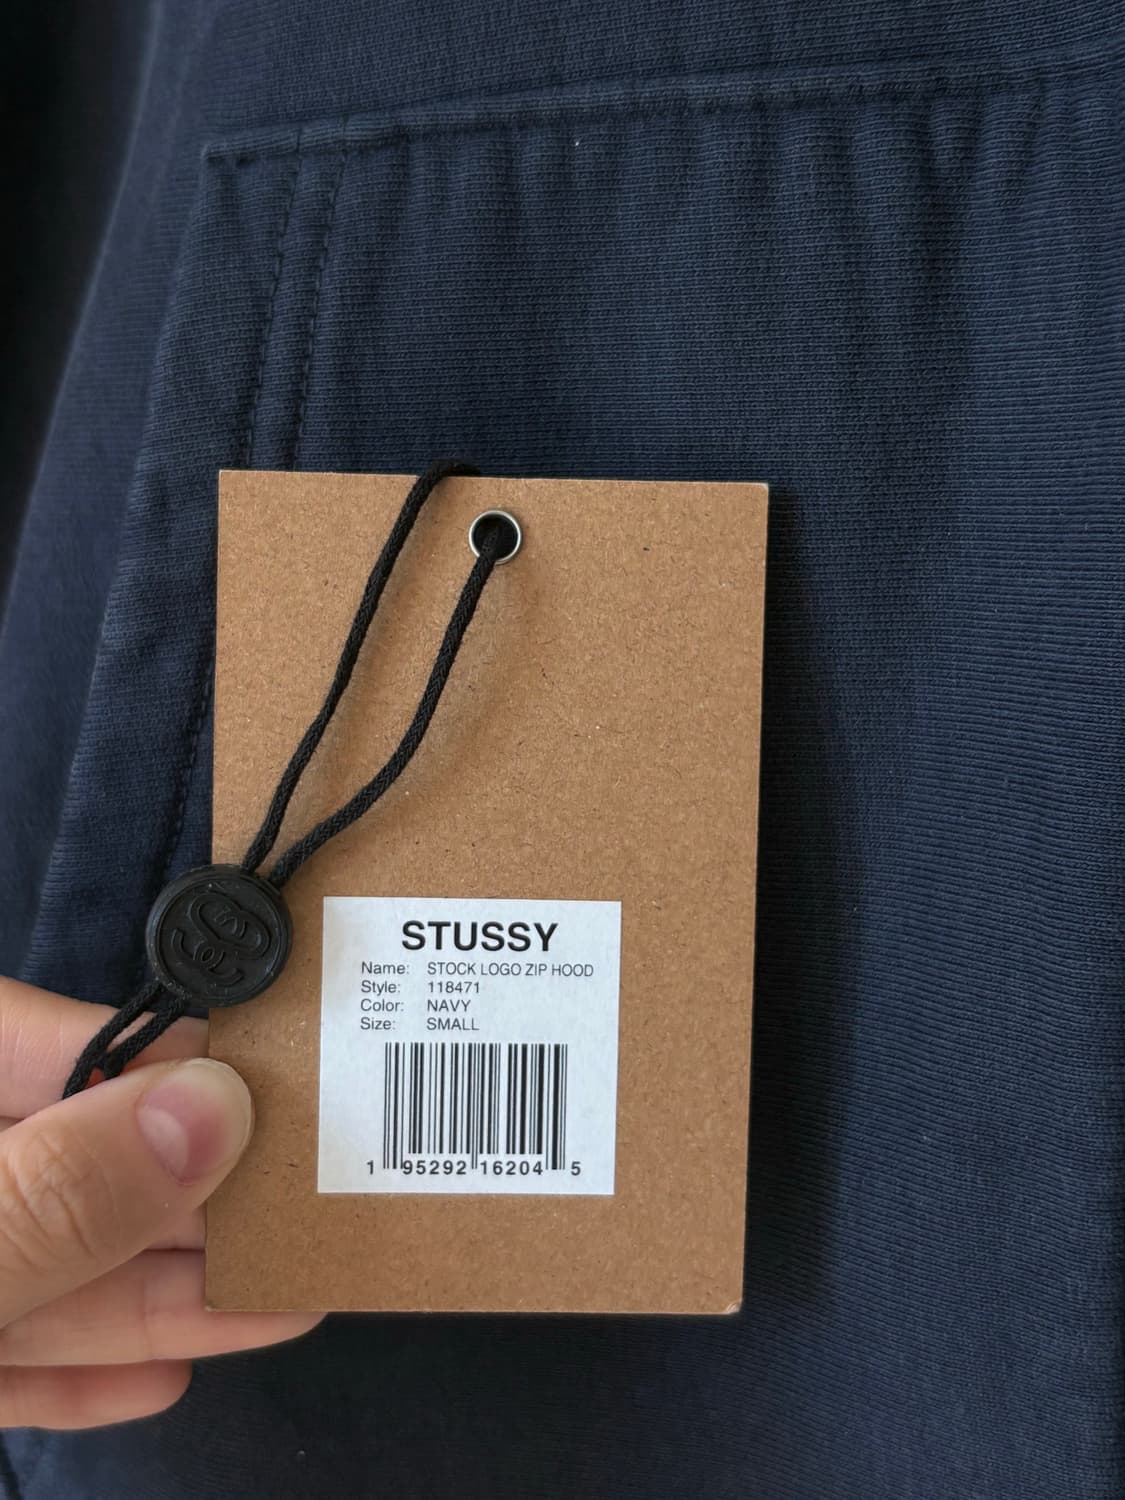 STUSSY
Name: STOCK LOGO ZIP HOOD
Style: 118471
Color: NAVY
Size: SMALL
1 95292 16204 5